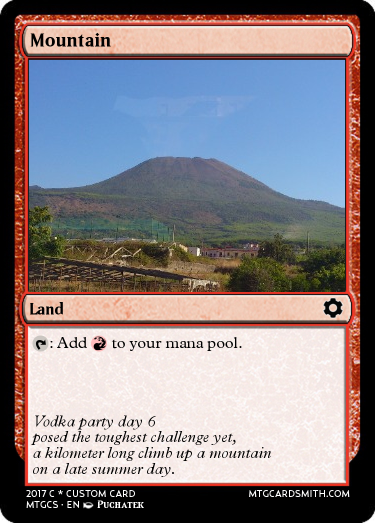 Mountain
Land
: Add to your mana pool.
Vodka party day 6
posed the toughest challenge yet,
a kilometer long climb up a mountain
on a late summer day.
2017 C * CUSTOM CARD
MTGCS • EN PUCHATEK
MTGCARDSMITH.COM